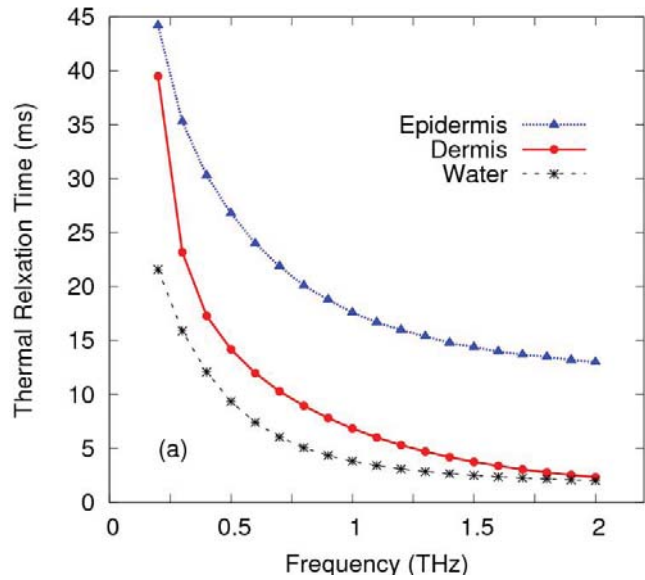 45
40
35
30
25
20
15
10
5
0
Thermal Relxation Time (ms)
Epidermis
Dermis
Water
(a)
0 0.5 1 1.5 2
Frequency (THz)